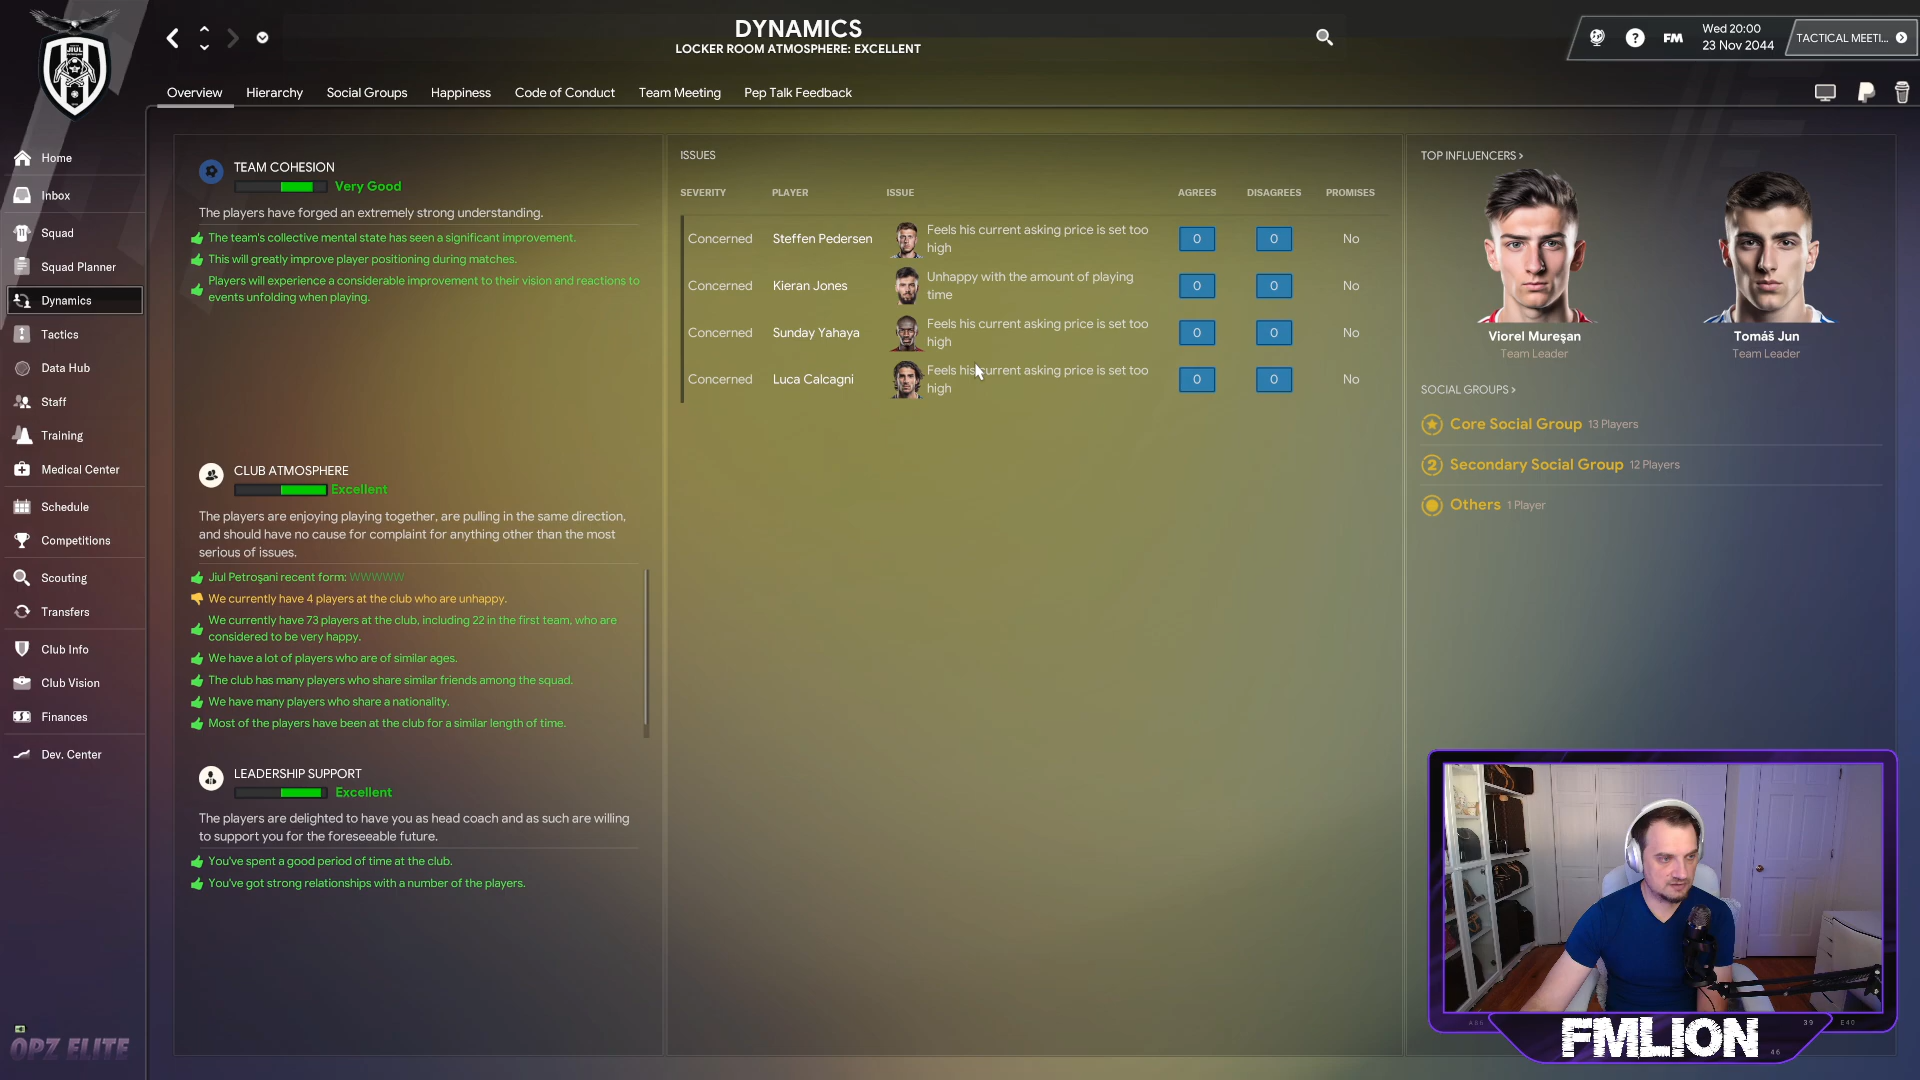 DYNAMICS
LOCKER ROOM ATMOSPHERE: EXCELLENT
FM
Wed 20:00
23 Nov 2044
TACTICAL MEETI...
JIUL
Overview
Hierarchy
Social Groups
Happiness
Code of Conduct
Team Meeting
Pep Talk Feedback
Home
Inbox
Squad
Squad Planner
Dynamics
Tactics
Data Hub
Staff
Training
Medical Center
Schedule
Competitions
Scouting
Transfers
Club Info
Club Vision
Finances
Dev. Center
OPZ ELITE
TEAM COHESION
Very Good
The players have forged an extremely strong understanding.
The team's collective mental state has seen a significant improvement.
This will greatly improve player positioning during matches.
Players will experience a considerable improvement to their vision and reactions to
events unfolding when playing.
CLUB ATMOSPHERE
Excellent
The players are enjoying playing together, are pulling in the same direction,
and should have no cause for complaint for anything other than the most
serious of issues.
Jiul Petroşani recent form: WWWWW
We currently have 4 players at the club who are unhappy.
We currently have 73 players at the club, including 22 in the first team, who are
considered to be very happy.
We have a lot of players who are of similar ages.
The club has many players who share similar friends among the squad.
We have many players who share a nationality.
Most of the players have been at the club for a similar length of time.
LEADERSHIP SUPPORT
Excellent
The players are delighted to have you as head coach and as such are willing
to support you for the foreseeable future.
You've spent a good period of time at the club.
You've got strong relationships with a number of the players.
ISSUES
SEVERITY PLAYER ISSUE AGREES DISAGREES PROMISES
Concerned Steffen Pedersen Feels his current asking price is set too
high 0 0 No
Concerned Kieran Jones Unhappy with the amount of playing
time 0 0 No
Concerned Sunday Yahaya Feels his current asking price is set too
high 0 0 No
Concerned Luca Calcagni Feels his current asking price is set too
high 0 0 No
TOP INFLUENCERS >
Viorel Mureşan
Team Leader
Tomáš Jun
Team Leader
SOCIAL GROUPS >
Core Social Group 13 Players
2 Secondary Social Group 12 Players
Others 1 Player
FMLION
39
E4C
46